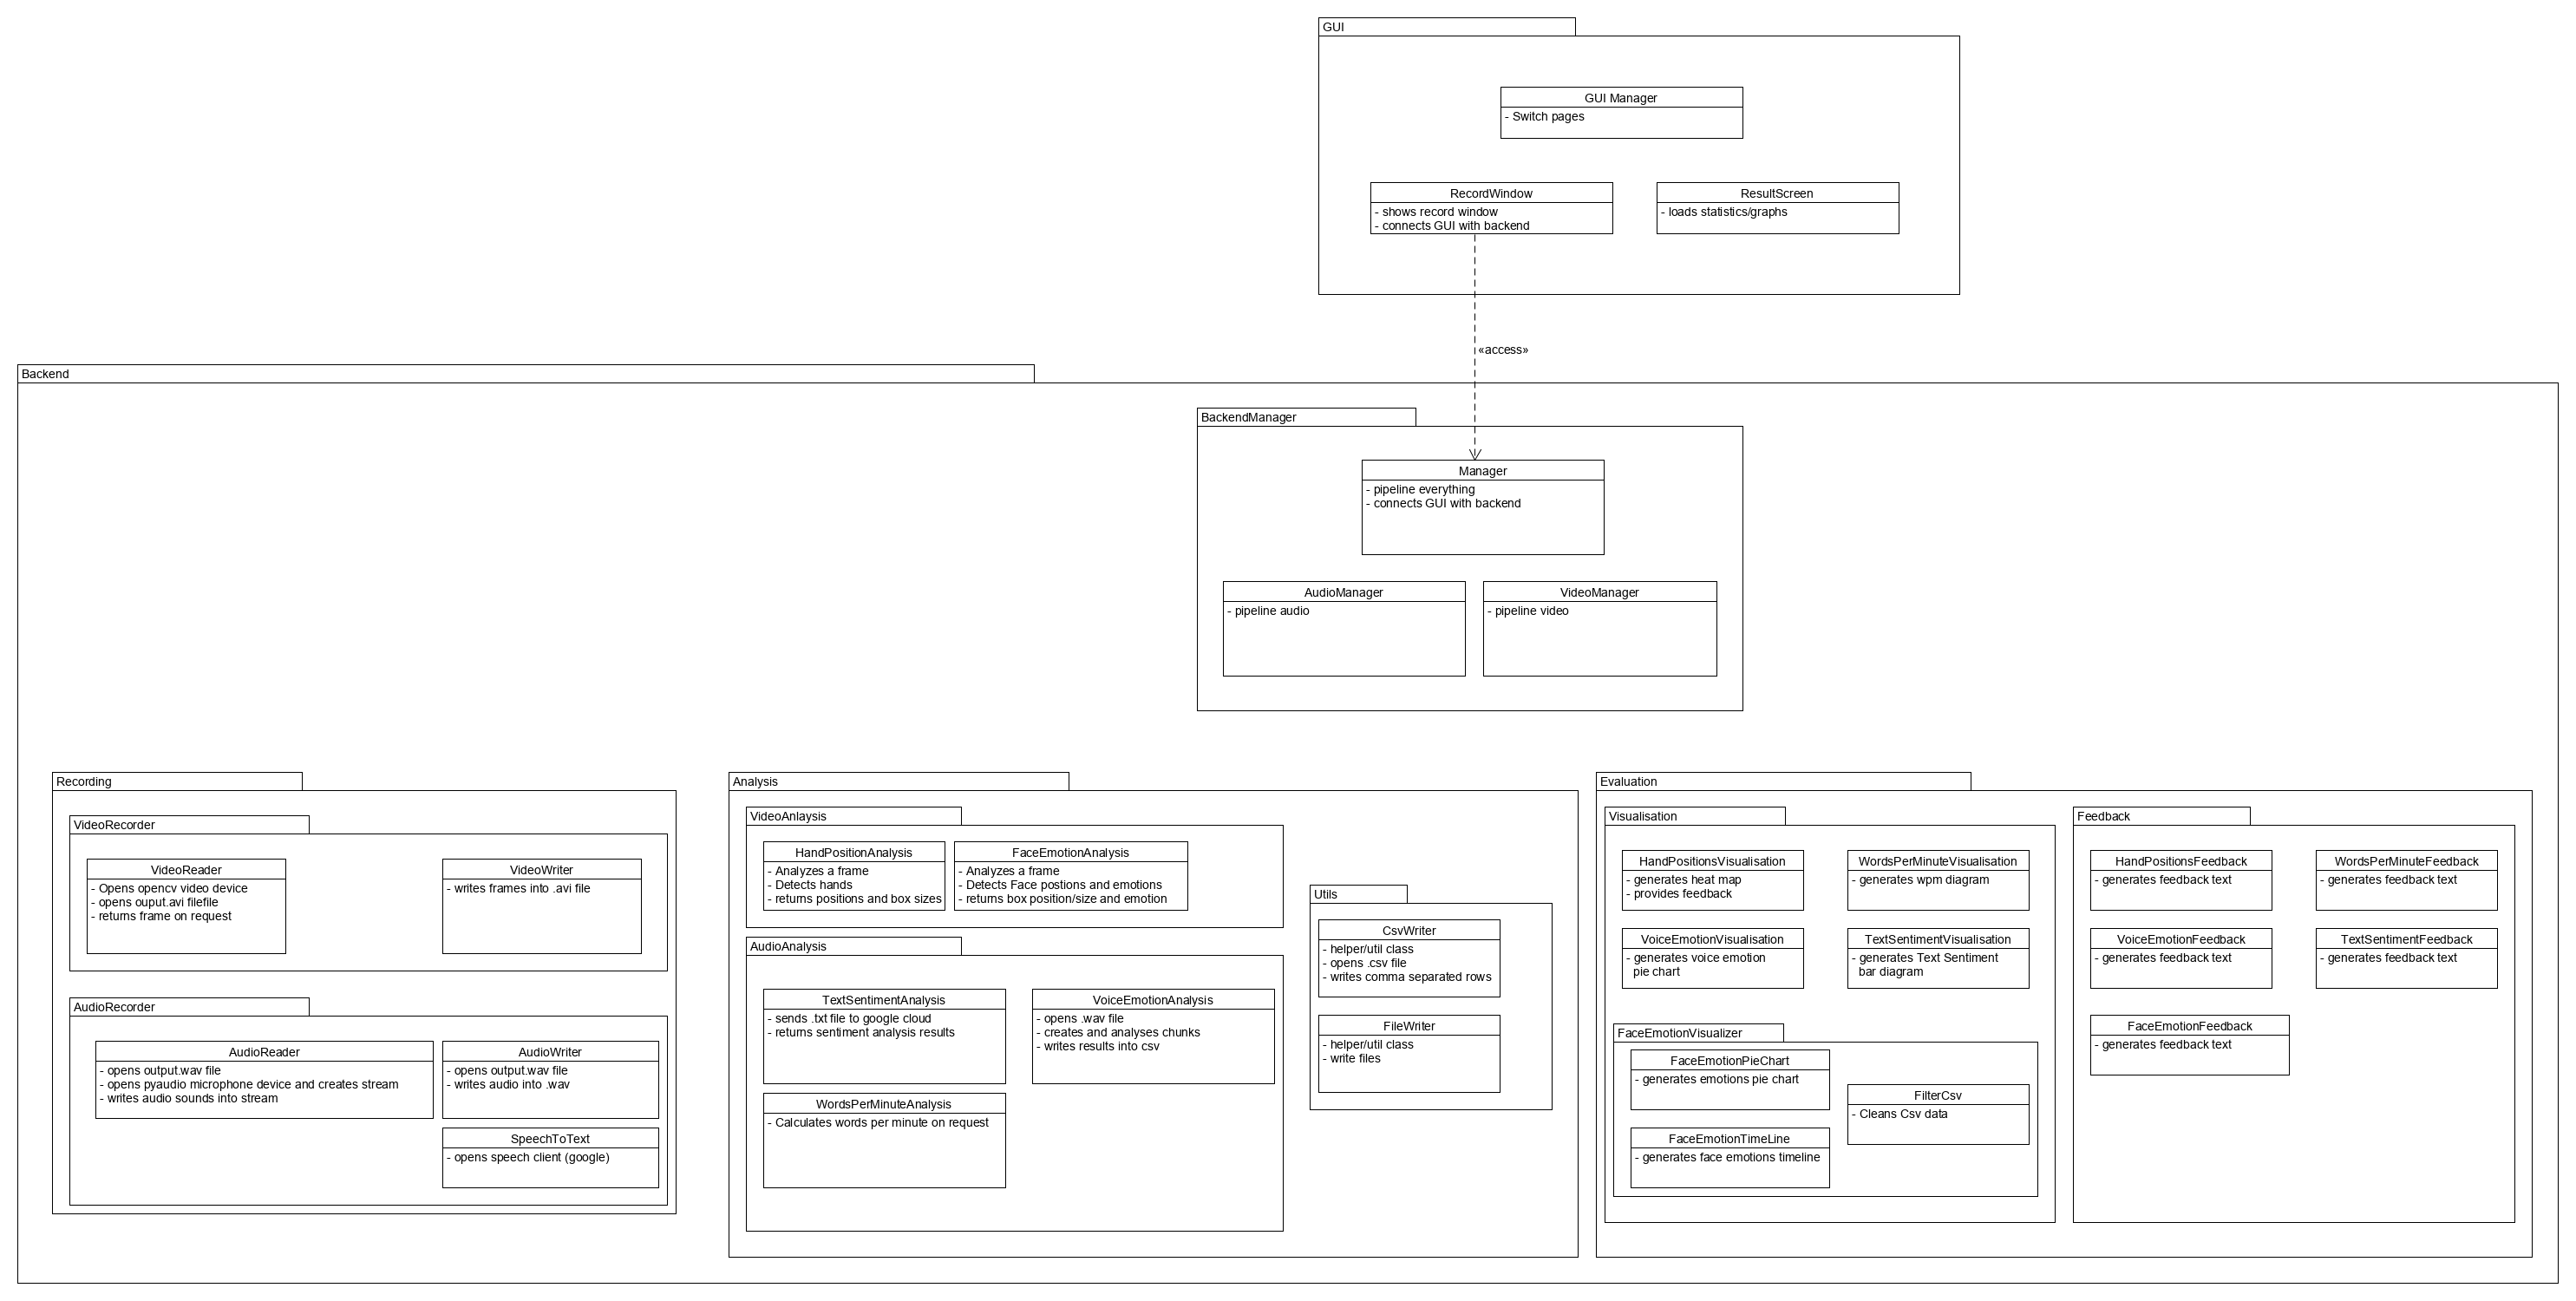 GUI
GUI Manager
- Switch pages
RecordWindow
- shows record window
- connects GUI with backend
ResultScreen
- loads statistics/graphs
«access»
Backend
BackendManager
Manager
- pipeline everything
- connects GUI with backend
AudioManager
- pipeline audio
VideoManager
- pipeline video
Recording
VideoRecorder
VideoReader
- Opens opencv video device
- opens ouput.avi filefile
- returns frame on request
VideoWriter
- writes frames into .avi file
AudioRecorder
AudioReader
- opens output.wav file
- opens pyaudio microphone device and creates stream
- writes audio sounds into stream
AudioWriter
- opens output.wav file
- writes audio into .wav
SpeechToText
- opens speech client (google)
Analysis
VideoAnlaysis
HandPositionAnalysis
- Analyzes a frame
- Detects hands
- returns positions and box sizes
FaceEmotionAnalysis
- Analyzes a frame
- Detects Face postions and emotions
- returns box position/size and emotion
AudioAnalysis
TextSentimentAnalysis
- sends .txt file to google cloud
- returns sentiment analysis results
VoiceEmotionAnalysis
- opens .wav file
- creates and analyses chunks
- writes results into csv
WordsPerMinuteAnalysis
- Calculates words per minute on request
Utils
CsvWriter
- helper/util class
- opens .csv file
- writes comma separated rows
FileWriter
- helper/util class
- write files
Evaluation
Visualisation
HandPositionsVisualisation
- generates heat map
- provides feedback
WordsPerMinuteVisualisation
- generates wpm diagram
VoiceEmotionVisualisation
- generates voice emotion
pie chart
TextSentimentVisualisation
- generates Text Sentiment
bar diagram
FaceEmotionVisualizer
FaceEmotionPieChart
- generates emotions pie chart
FilterCsv
- Cleans Csv data
FaceEmotionTimeLine
- generates face emotions timeline
Feedback
HandPositionsFeedback
- generates feedback text
WordsPerMinuteFeedback
- generates feedback text
VoiceEmotionFeedback
- generates feedback text
TextSentimentFeedback
- generates feedback text
FaceEmotionFeedback
- generates feedback text